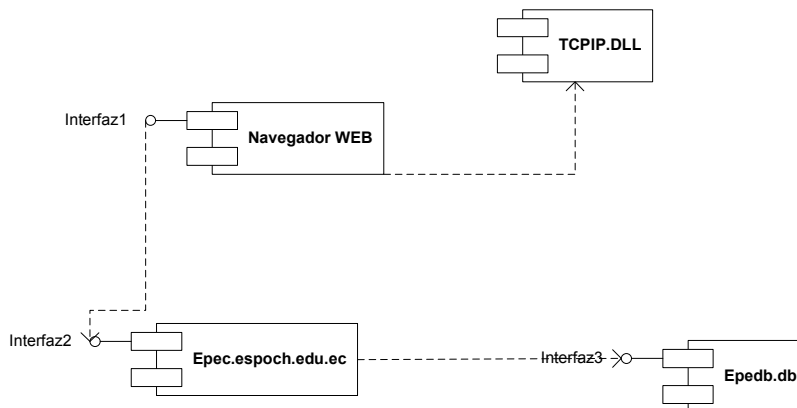 TCPIP.DLL
Interfaz1
Navegador WEB
Interfaz2
Epec.espoch.edu.ec
Interfaz3
Epedb.db